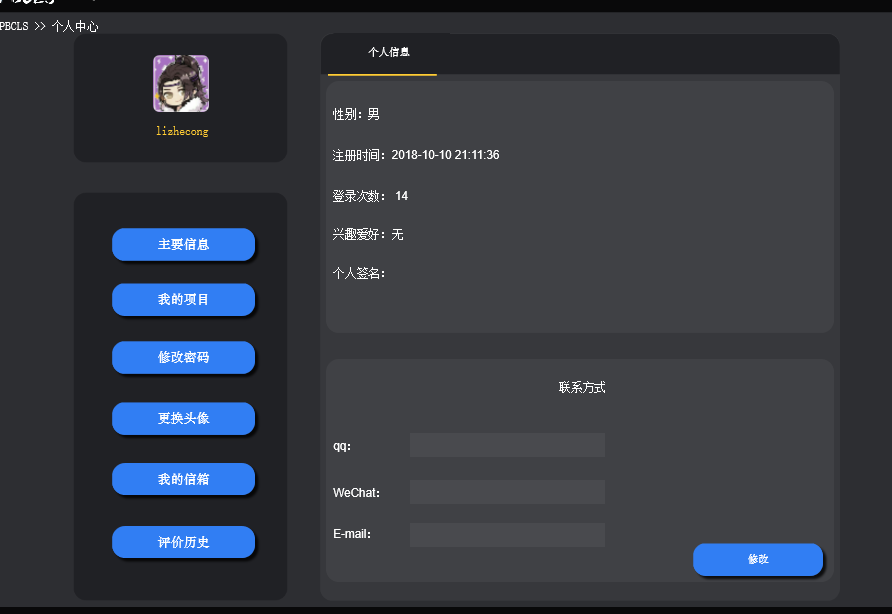 PBCLS >> 个人中心
lizhecong
主要信息
我的项目
修改密码
更换头像
我的信箱
评价历史
个人信息
性别：男
注册时间：2018-10-10 21:11:36
登录次数： 14
兴趣爱好：无
个人签名：
联系方式
qq：
WeChat：
E-mail：
修改